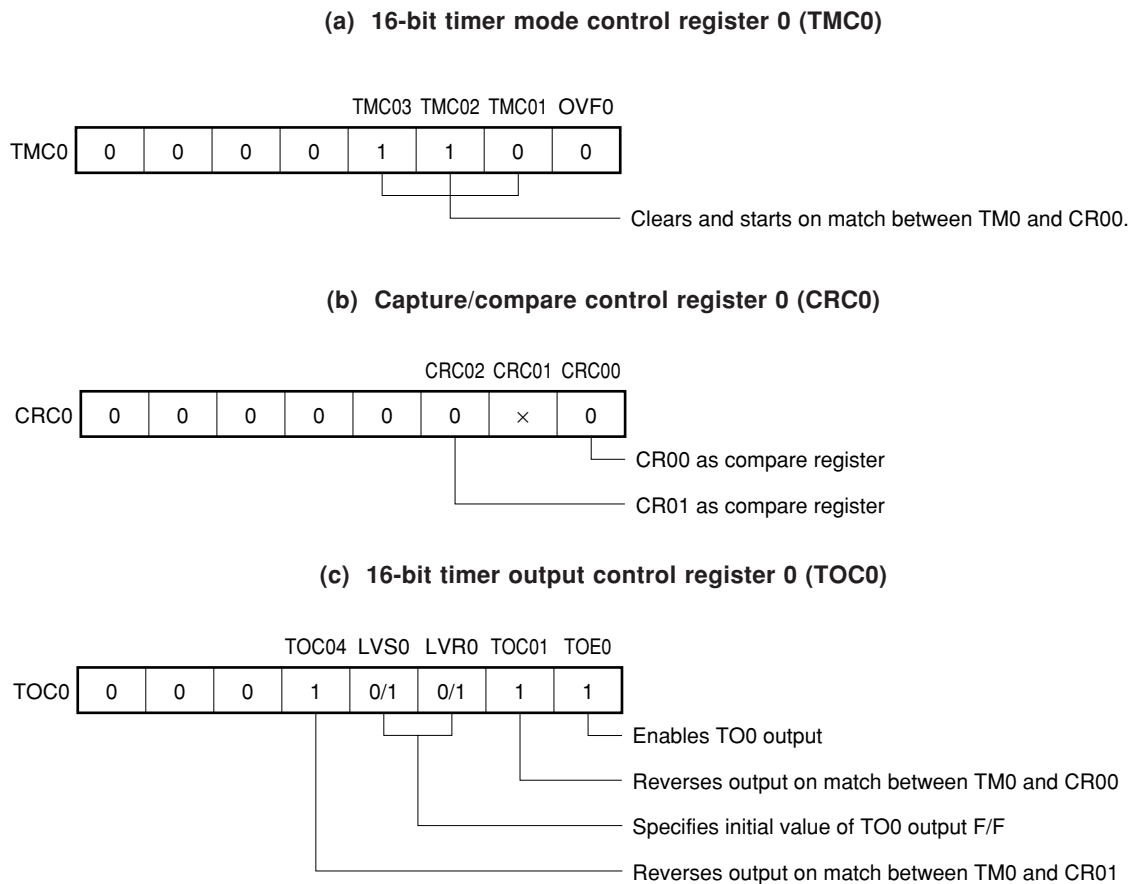 (a) 16-bit timer mode control register 0 (TMC0)
TMC03 TMC02 TMC01 OVF0
TMC0 0 0 0 0 1 1 0 0
Clears and starts on match between TM0 and CR00.
(b) Capture/compare control register 0 (CRC0)
CRC02 CRC01 CRC00
CRC0 0 0 0 0 0 0 × 0
CR00 as compare register
CR01 as compare register
(c) 16-bit timer output control register 0 (TOC0)
TOC04 LVS0 LVR0 TOC01 TOE0
TOC0 0 0 0 1 0/1 0/1 1 1
Enables TO0 output
Reverses output on match between TM0 and CR00
Specifies initial value of TO0 output F/F
Reverses output on match between TM0 and CR01